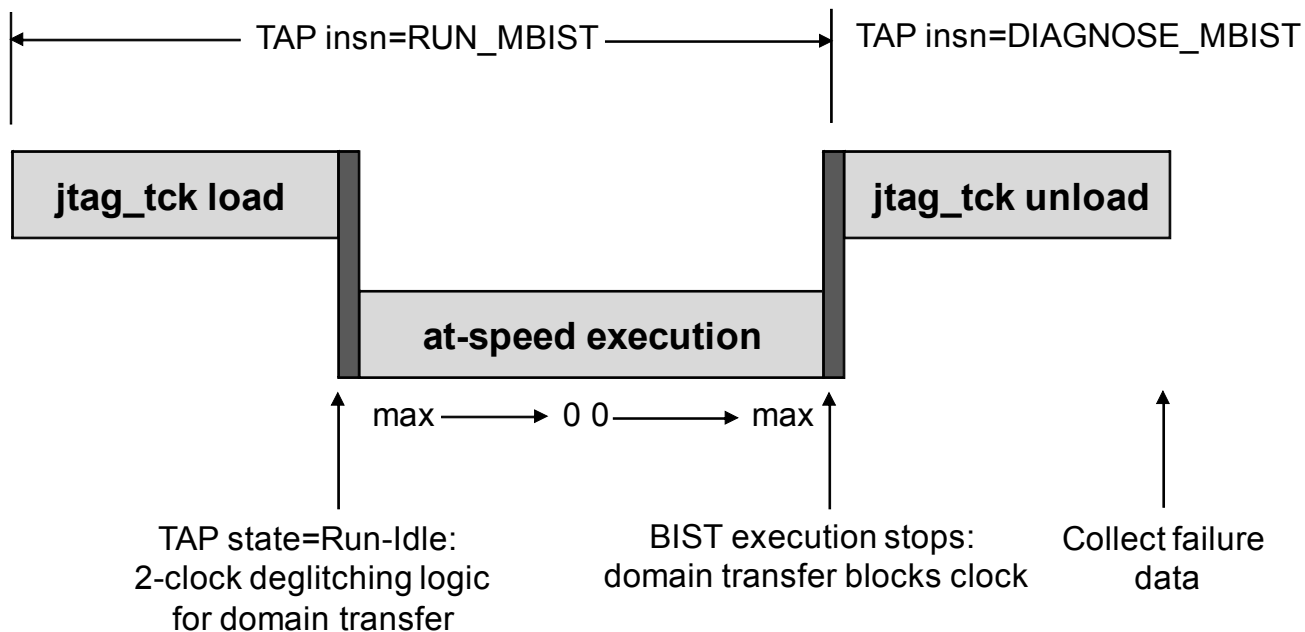 TAP insn=RUN_MBIST
TAP insn=DIAGNOSE_MBIST
jtag_tck load
jtag_tck unload
at-speed execution
max 0 0 max
TAP state=Run-Idle:
2-clock deglitching logic
for domain transfer
BIST execution stops:
domain transfer blocks clock
Collect failure
data